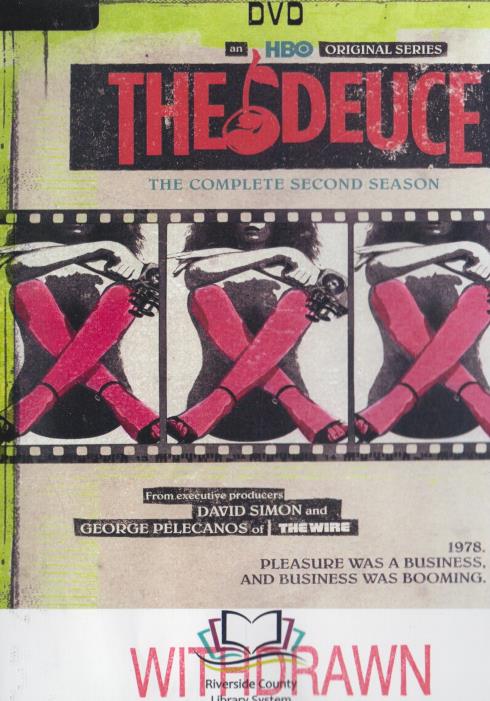 DVD
an HBO ORIGINAL SERIES
THE DEUCE
THE COMPLETE SECOND SEASON
From executive producers
DAVID SIMON and
GEORGE PELECANOS of THE WIRE
1978.
PLEASURE WAS A BUSINESS,
AND BUSINESS WAS BOOMING.
WITHDRAWN
Riverside County
Library System